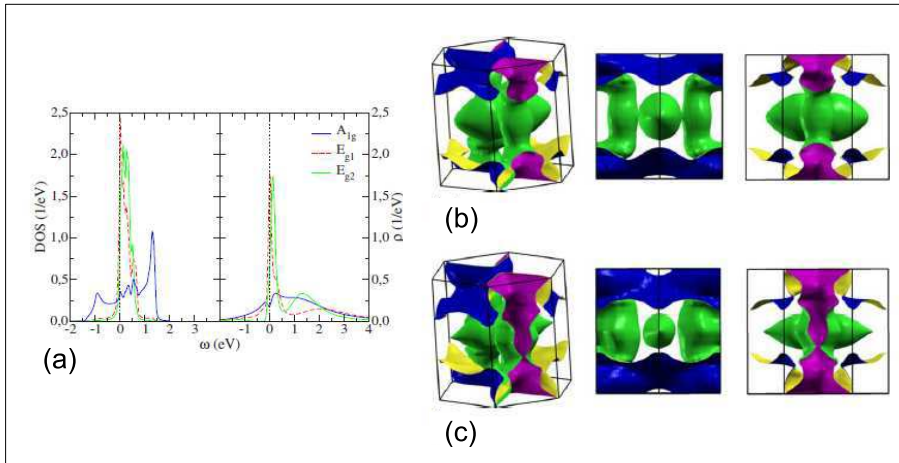 2,5
2,0
1,5
1,0
0,5
0,0
DOS (1/eV)
-2 -1 0 1 2 3
A1g
Eg1
Eg2
0 1 2 3 4
ω (eV)
2,5
2,0
1,5
1,0
0,5
0,0
ρ (1/eV)
(a)
(b)
(c)